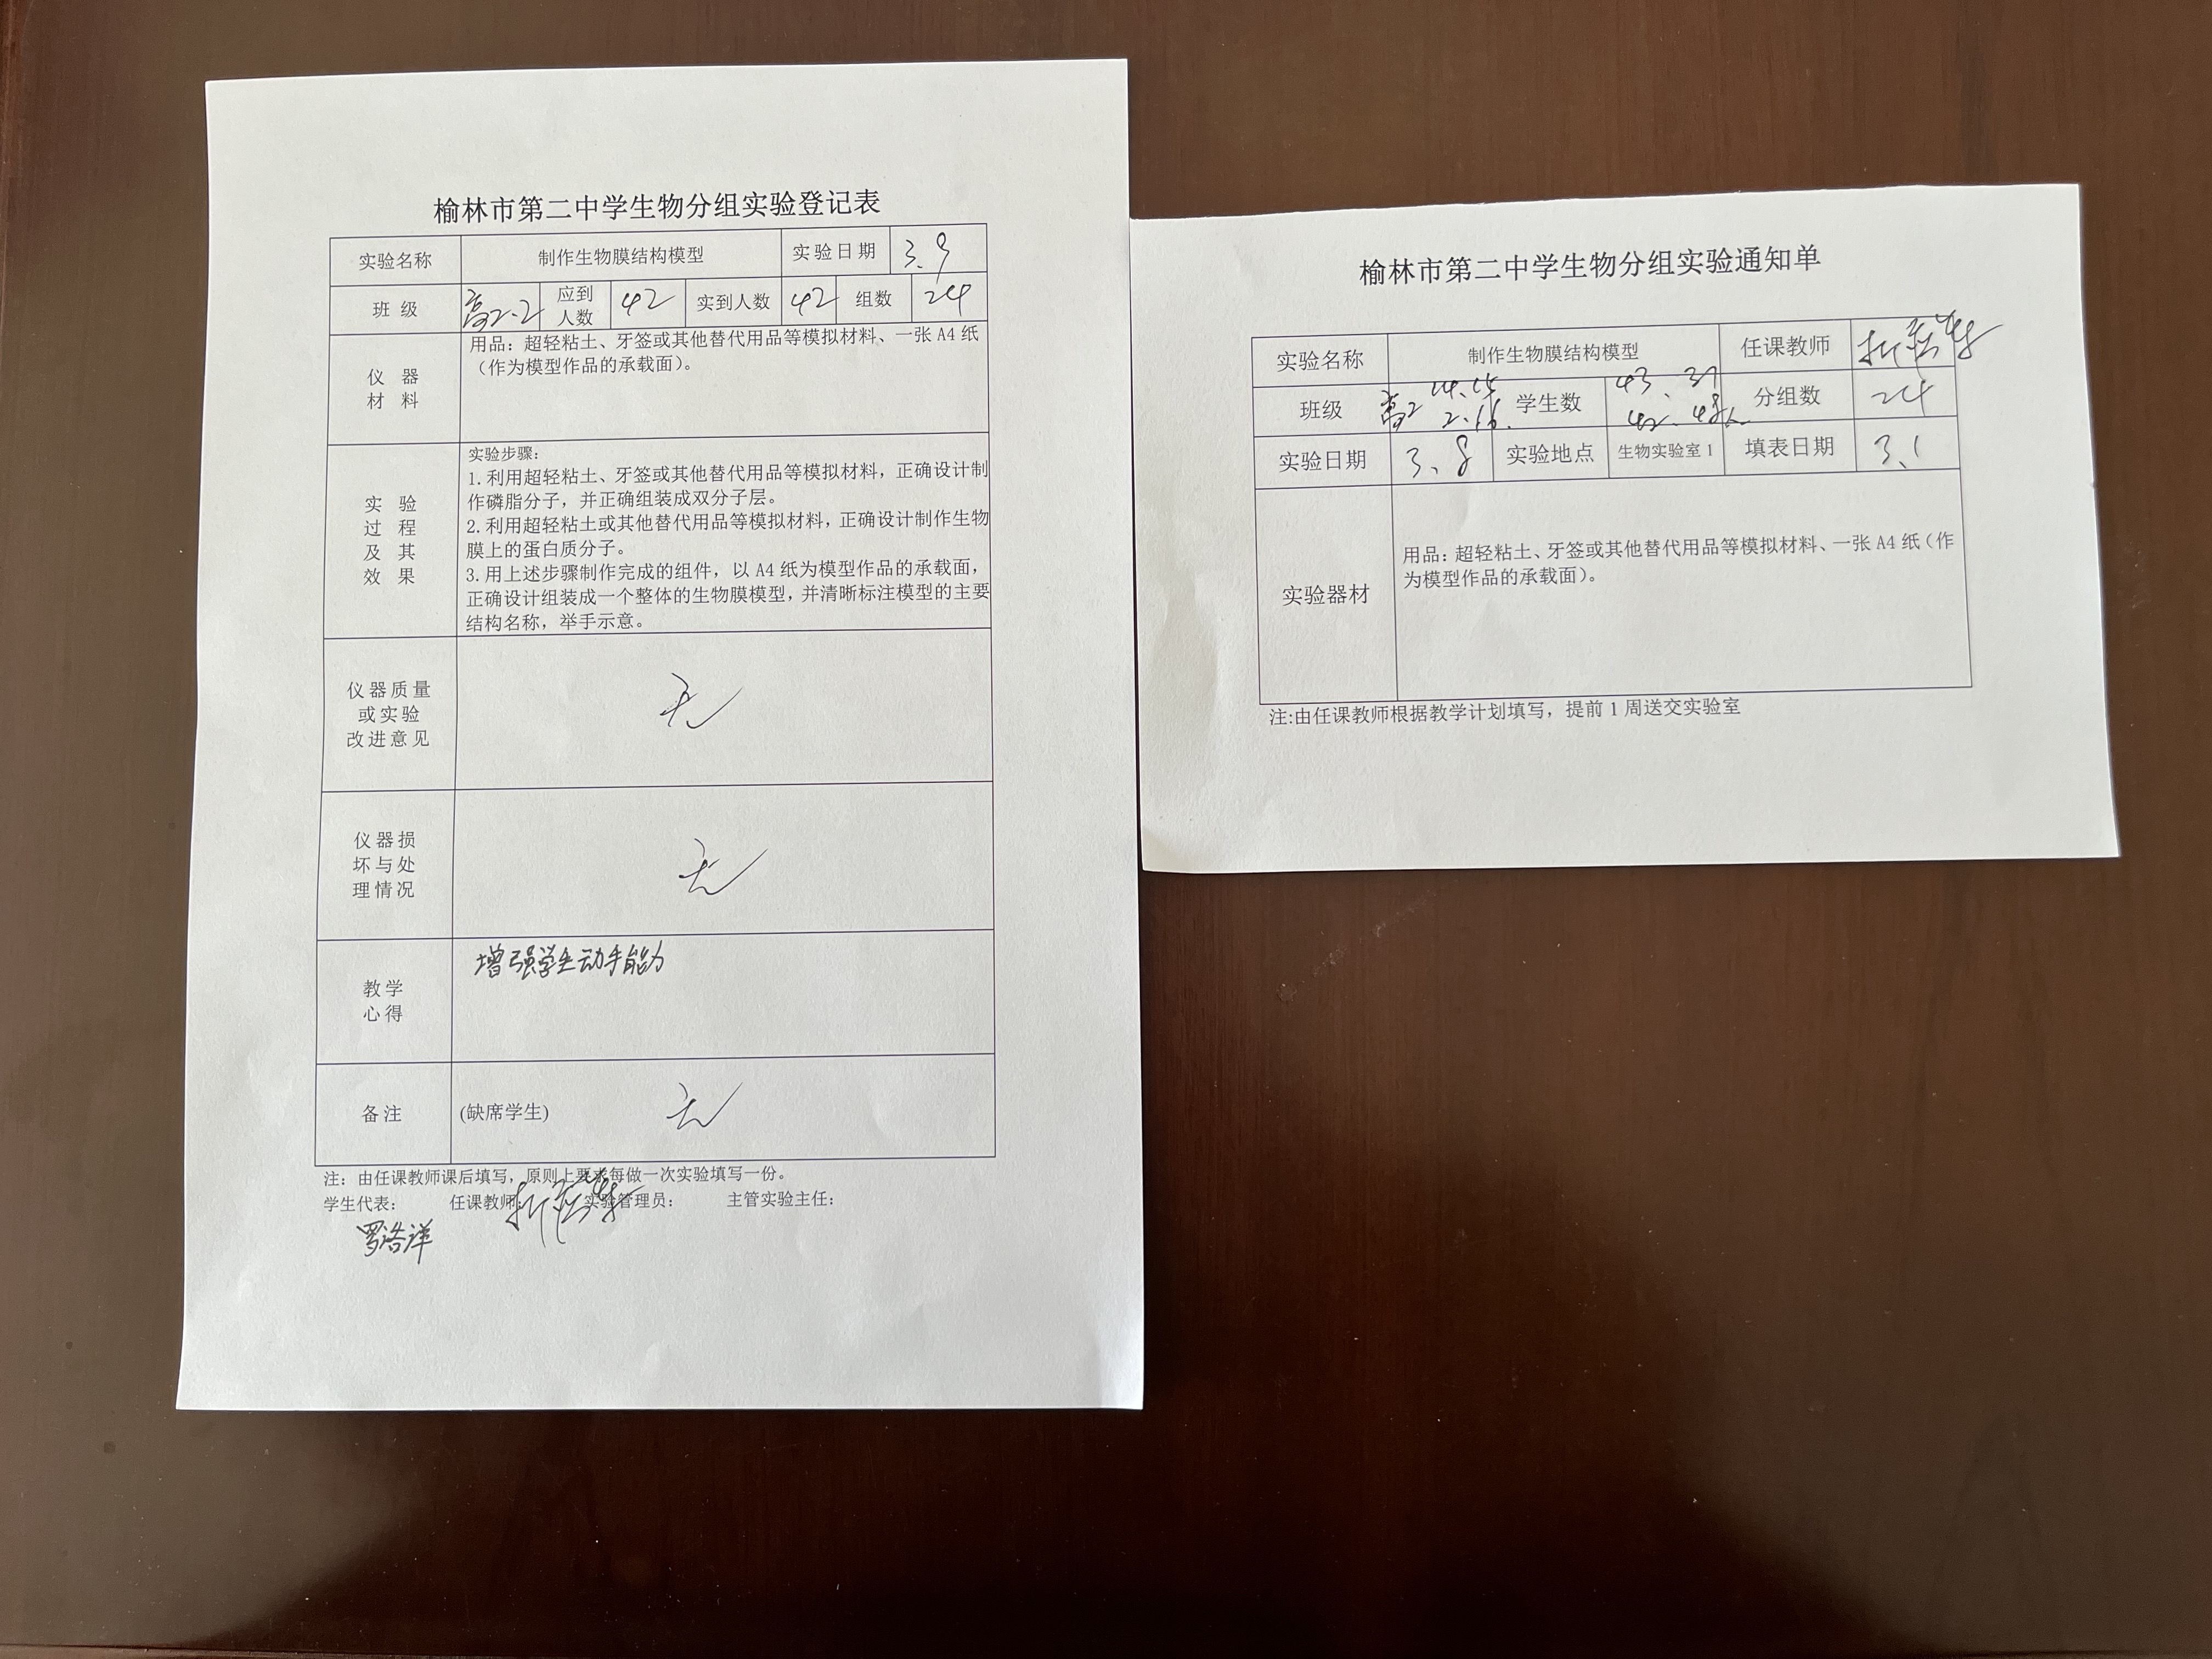 榆林市第二中学生物分组实验登记表
实验名称 制作生物膜结构模型 实验日期 3.9
班 级 高2.2 应到人数 42 实到人数 42 组数 24
仪 器 材 料
用品：超轻粘土、牙签或其他替代用品等模拟材料、一张 A4 纸
（作为模型作品的承载面）。
实 验 过 程 及 其 效 果
实验步骤：
1.利用超轻粘土、牙签或其他替代用品等模拟材料，正确设计制
作磷脂分子，并正确组装成双分子层。
2.利用超轻粘土或其他替代用品等模拟材料，正确设计制作生物
膜上的蛋白质分子。
3.用上述步骤制作完成的组件，以 A4 纸为模型作品的承载面，
正确设计组装成一个整体的生物膜模型，并清晰标注模型的主要
结构名称，举手示意。
仪器质量
或实验
改进意见
无
仪器损
坏与处
理情况
无
教学
心得
增强学生动手能力
备注 (缺席学生) 无
注：由任课教师课后填写，原则上要求每做一次实验填写一份。
学生代表： 任课教师： 实验管理员： 主管实验主任：
罗浩洋
榆林市第二中学生物分组实验通知单
实验名称 制作生物膜结构模型 任课教师
班级 高2 14.15 2.16. 学生数 43、37 42、48人 分组数 24
实验日期 3.8 实验地点 生物实验室 1 填表日期 3.1
实验器材
用品：超轻粘土、牙签或其他替代用品等模拟材料、一张 A4 纸（作
为模型作品的承载面）。
注:由任课教师根据教学计划填写，提前 1 周送交实验室